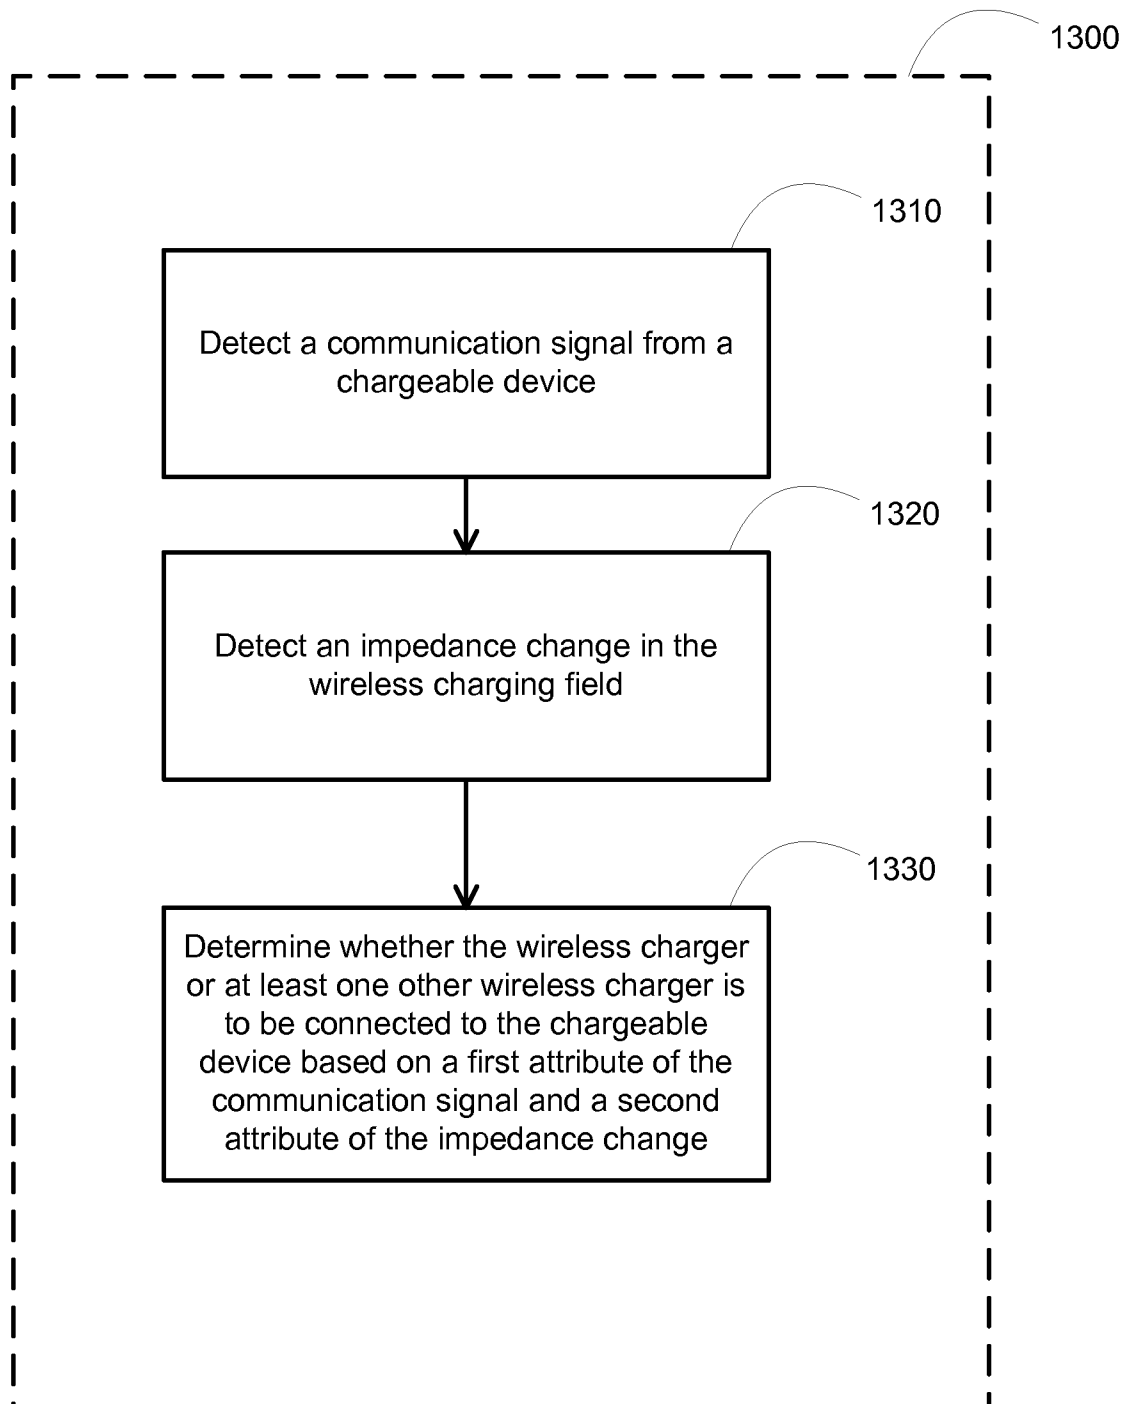 1300
1310
Detect a communication signal from a
chargeable device
1320
Detect an impedance change in the
wireless charging field
1330
Determine whether the wireless charger
or at least one other wireless charger is
to be connected to the chargeable
device based on a first attribute of the
communication signal and a second
attribute of the impedance change